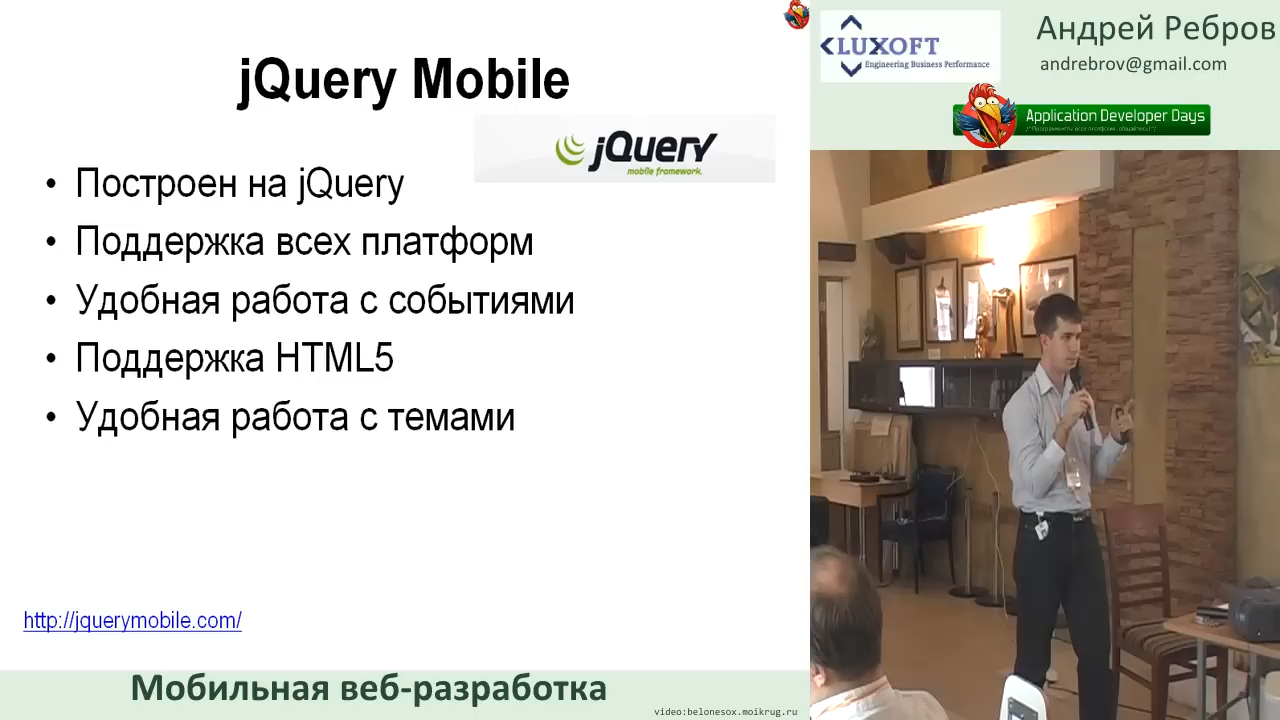 jQuery Mobile
jQuery
mobile framework.
• Построен на jQuery
• Поддержка всех платформ
• Удобная работа с событиями
• Поддержка HTML5
• Удобная работа с темами
http://jquerymobile.com/
Мобильная веб-разработка
video:belonesox.moikrug.ru
LUXOFT
Engineering Business Performance
Андрей Ребров
andrebrov@gmail.com
Application Developer Days